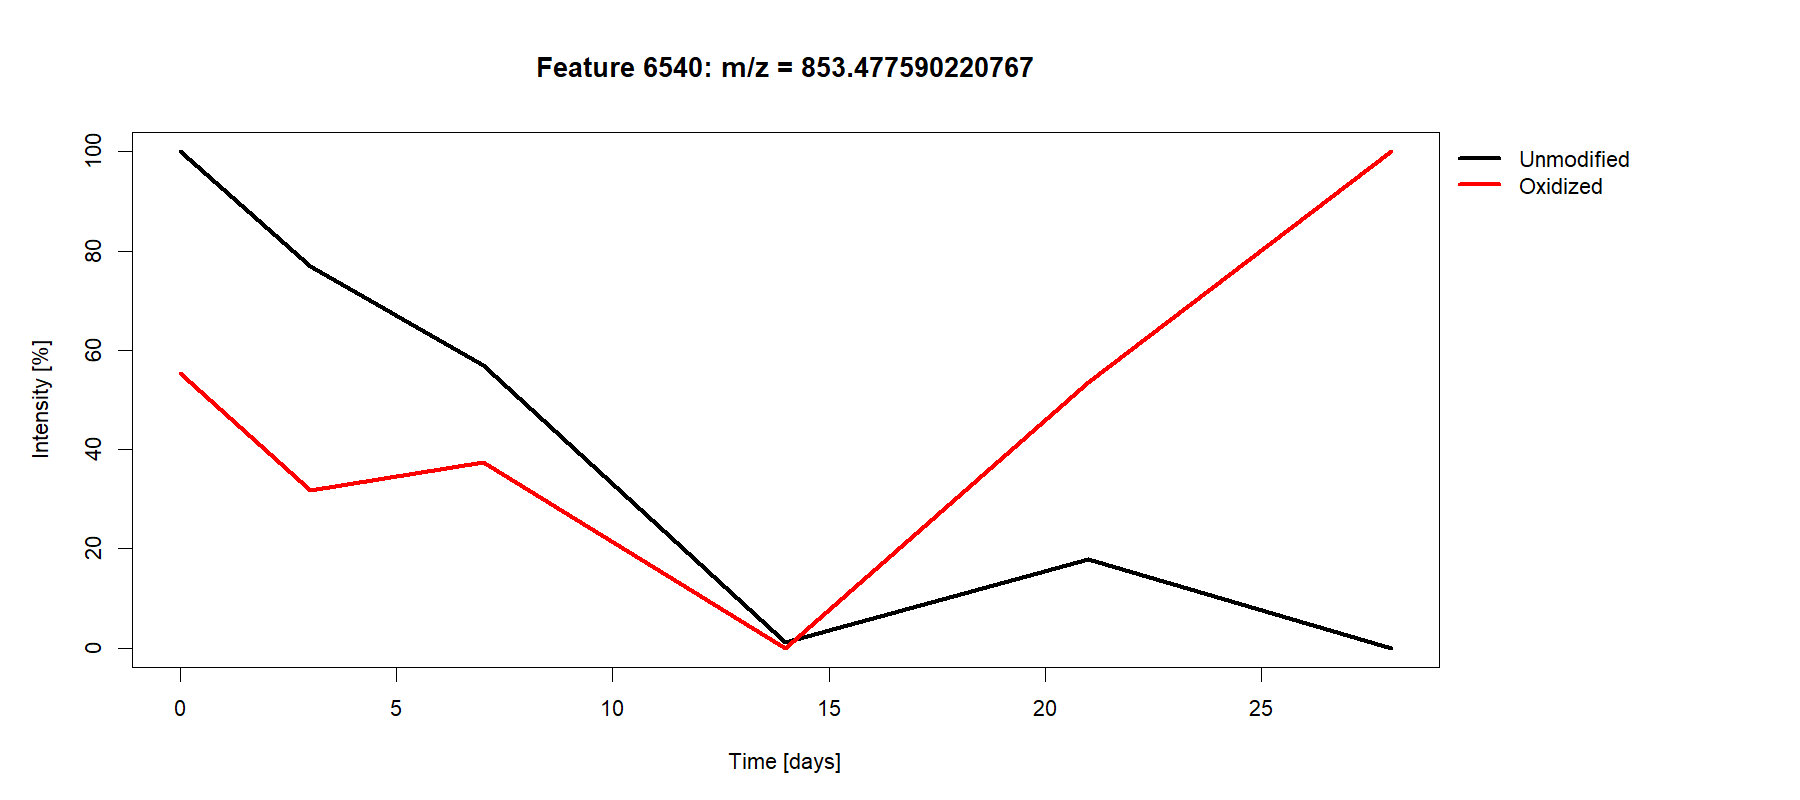 Feature 6540: m/z = 853.477590220767
Unmodified
Oxidized
Intensity [%]
100
80
60
40
20
0
0 5 10 15 20 25
Time [days]